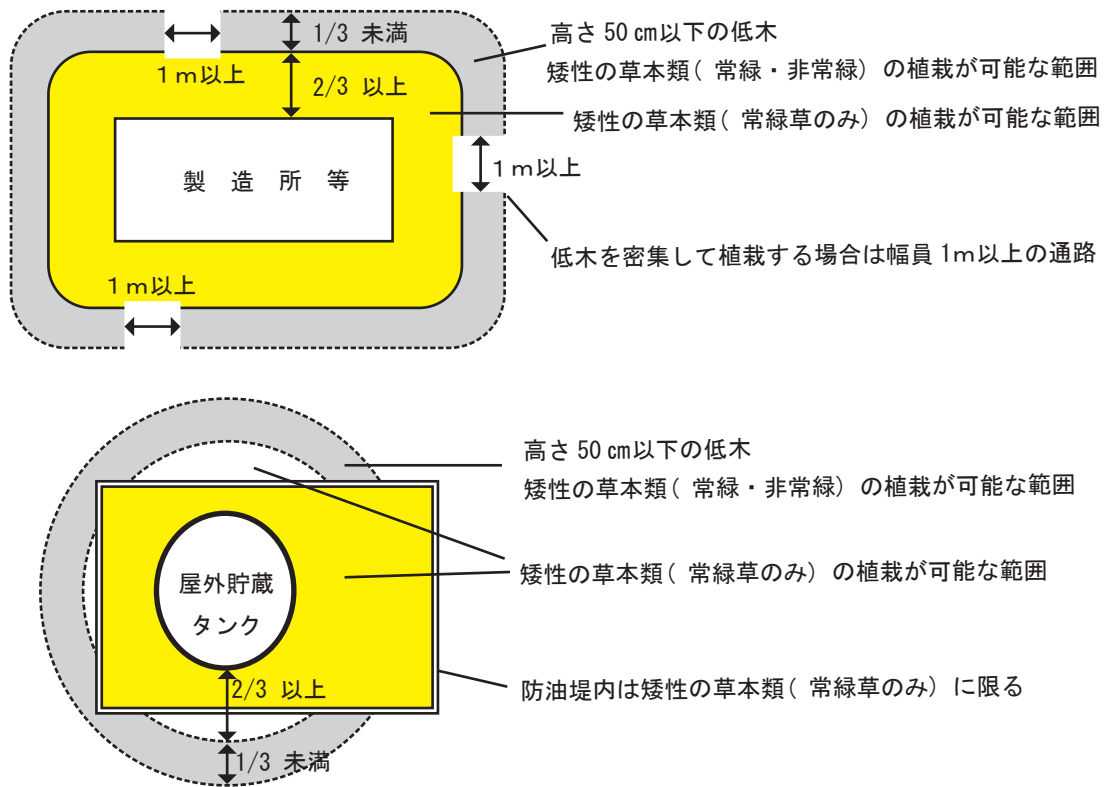 1/3 未満
高さ 50 ㎝以下の低木
１ｍ以上
2/3 以上
矮性の草本類( 常緑・非常緑) の植栽が可能な範囲
矮性の草本類( 常緑草のみ) の植栽が可能な範囲
製 造 所 等
１ｍ以上
低木を密集して植栽する場合は幅員 1ｍ以上の通路
１ｍ以上
高さ 50 ㎝以下の低木
矮性の草本類( 常緑・非常緑) の植栽が可能な範囲
矮性の草本類( 常緑草のみ) の植栽が可能な範囲
屋外貯蔵
タンク
2/3 以上
防油堤内は矮性の草本類( 常緑草のみ) に限る
1/3 未満